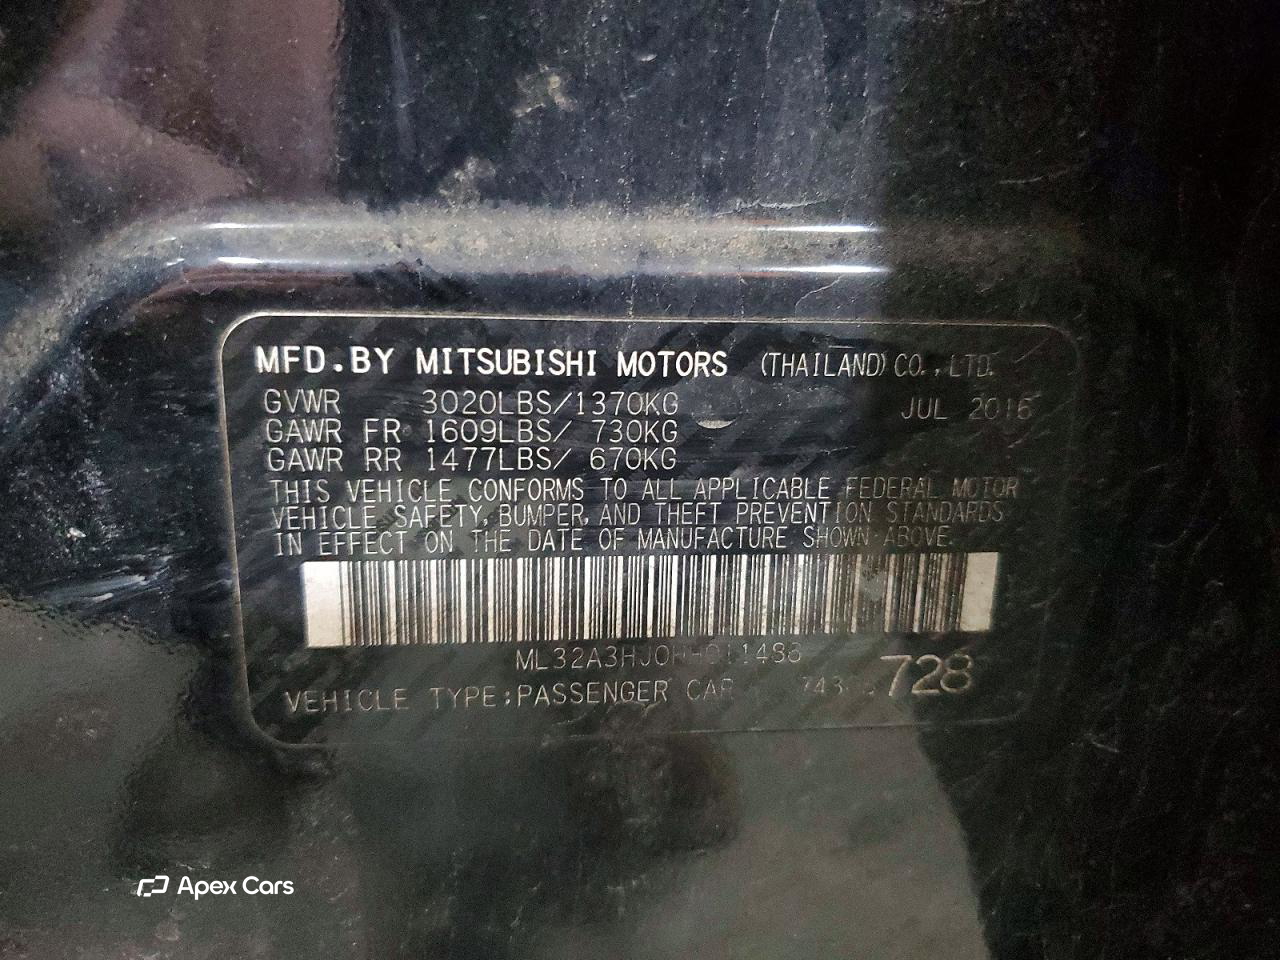 MFD. BY MITSUBISHI MOTORS (THAILAND) CO., LTD.
GVWR 3020LBS/1370KG JUL 2016
GAWR FR 1609LBS/ 730KG
GAWR RR 1477LBS/ 670KG
THIS VEHICLE CONFORMS TO ALL APPLICABLE FEDERAL MOTOR
VEHICLE SAFETY, BUMPER, AND THEFT PREVENTION STANDARDS
IN EFFECT ON THE DATE OF MANUFACTURE SHOWN ABOVE.
VEHICLE TYPE:PASSENGER CAR 728
Apex Cars